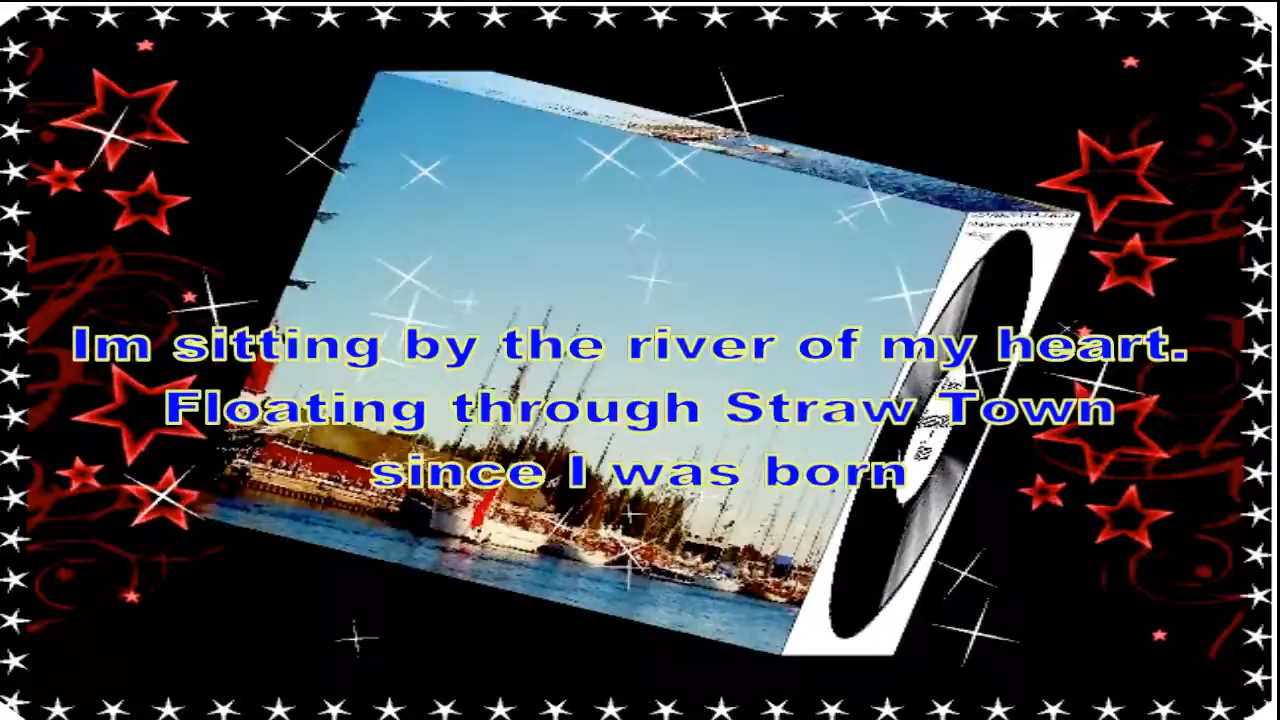 Im sitting by the river of my heart.
Floating through Straw Town
since I was born